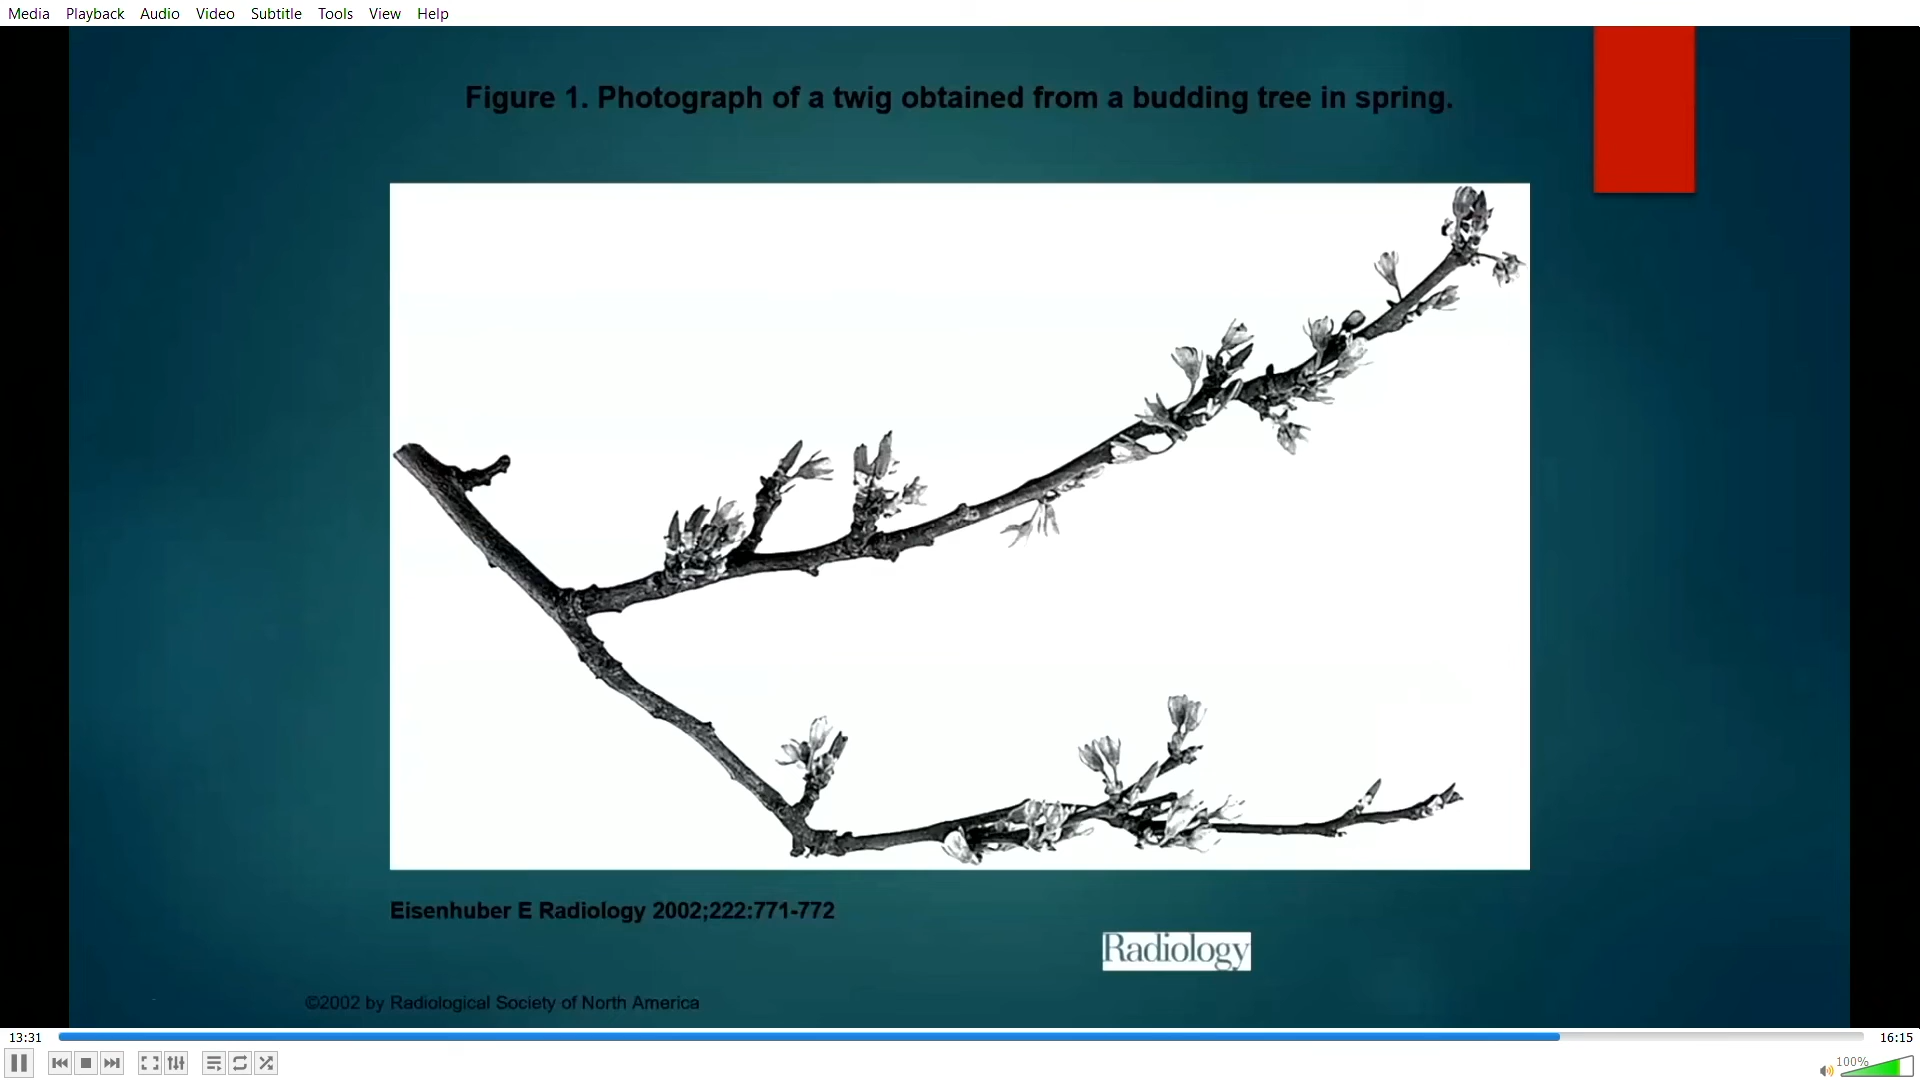 Media Playback Audio Video Subtitle Tools View Help
Figure 1. Photograph of a twig obtained from a budding tree in spring.
Eisenhuber E Radiology 2002;222:771-772
Radiology
©2002 by Radiological Society of North America
13:31
16:15
100%